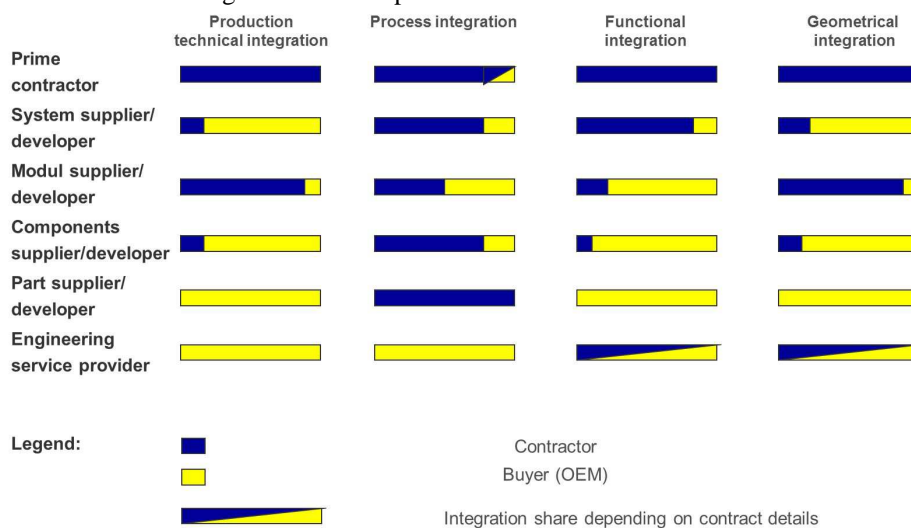 Production
technical integration
Process integration
Functional
integration
Geometrical
integration
Prime
contractor
System supplier/
developer
Modul supplier/
developer
Components
supplier/developer
Part supplier/
developer
Engineering
service provider
Legend:
Contractor
Buyer (OEM)
Integration share depending on contract details